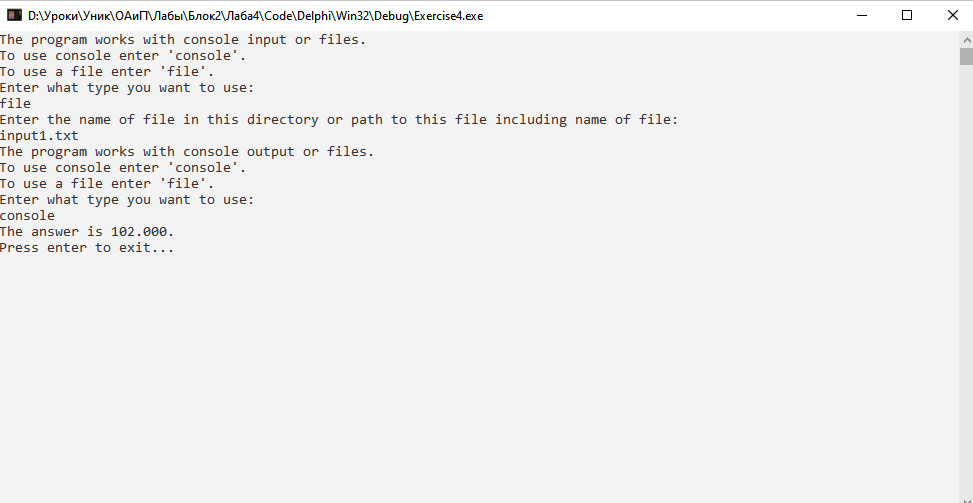 D:\Уроки\Уник\ОАиП\Лабы\Блок2\Лаба4\Code\Delphi\Win32\Debug\Exercise4.exe
The program works with console input or files.
To use console enter 'console'.
To use a file enter 'file'.
Enter what type you want to use:
file
Enter the name of file in this directory or path to this file including name of file:
input1.txt
The program works with console output or files.
To use console enter 'console'.
To use a file enter 'file'.
Enter what type you want to use:
console
The answer is 102.000.
Press enter to exit...